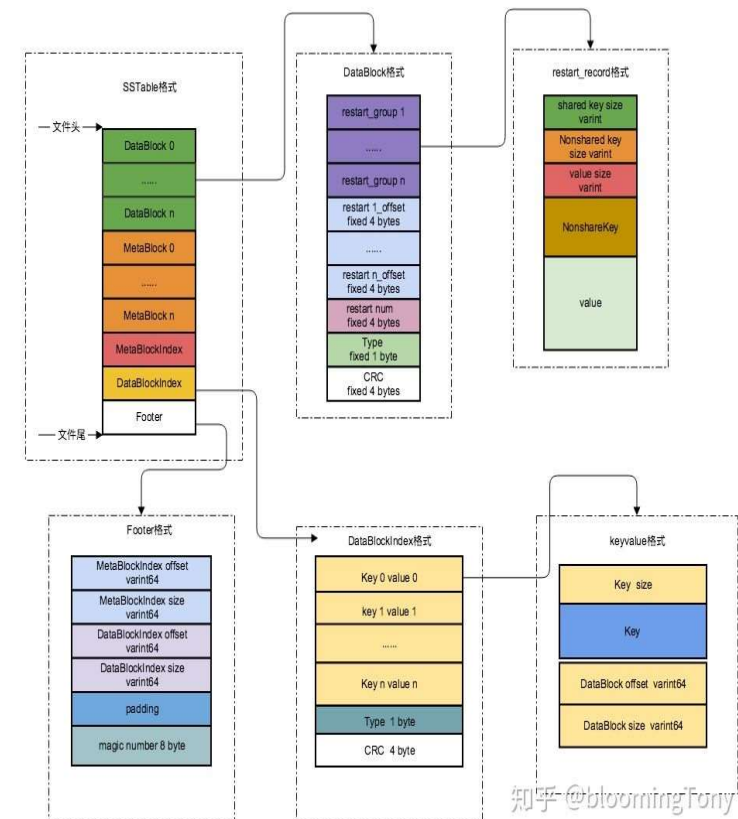 SSTable格式
文件头
DataBlock 0
......
DataBlock n
MetaBlock 0
......
MetaBlock n
MetaBlockIndex
DataBlockIndex
Footer
文件尾
DataBlock格式
restart_group 1
......
restart_group n
restart 1_offset
fixed 4 bytes
......
restart n_offset
fixed 4 bytes
restart num
fixed 4 bytes
Type
fixed 1 byte
CRC
fixed 4 bytes
restart_record格式
shared key size
varint
Nonshared key
size varint
value size
varint
NonshareKey
value
Footer格式
MetaBlockIndex offset
varint64
MetaBlockIndex size
varint64
DataBlockIndex offset
varint64
DataBlockIndex size
varint64
padding
magic number 8 byte
DataBlockIndex格式
Key 0 value 0
key 1 value 1
......
Key n value n
Type 1 byte
CRC 4 byte
keyvalue格式
Key size
Key
DataBlock offset varint64
DataBlock size varint64
知乎 @bloomingTony